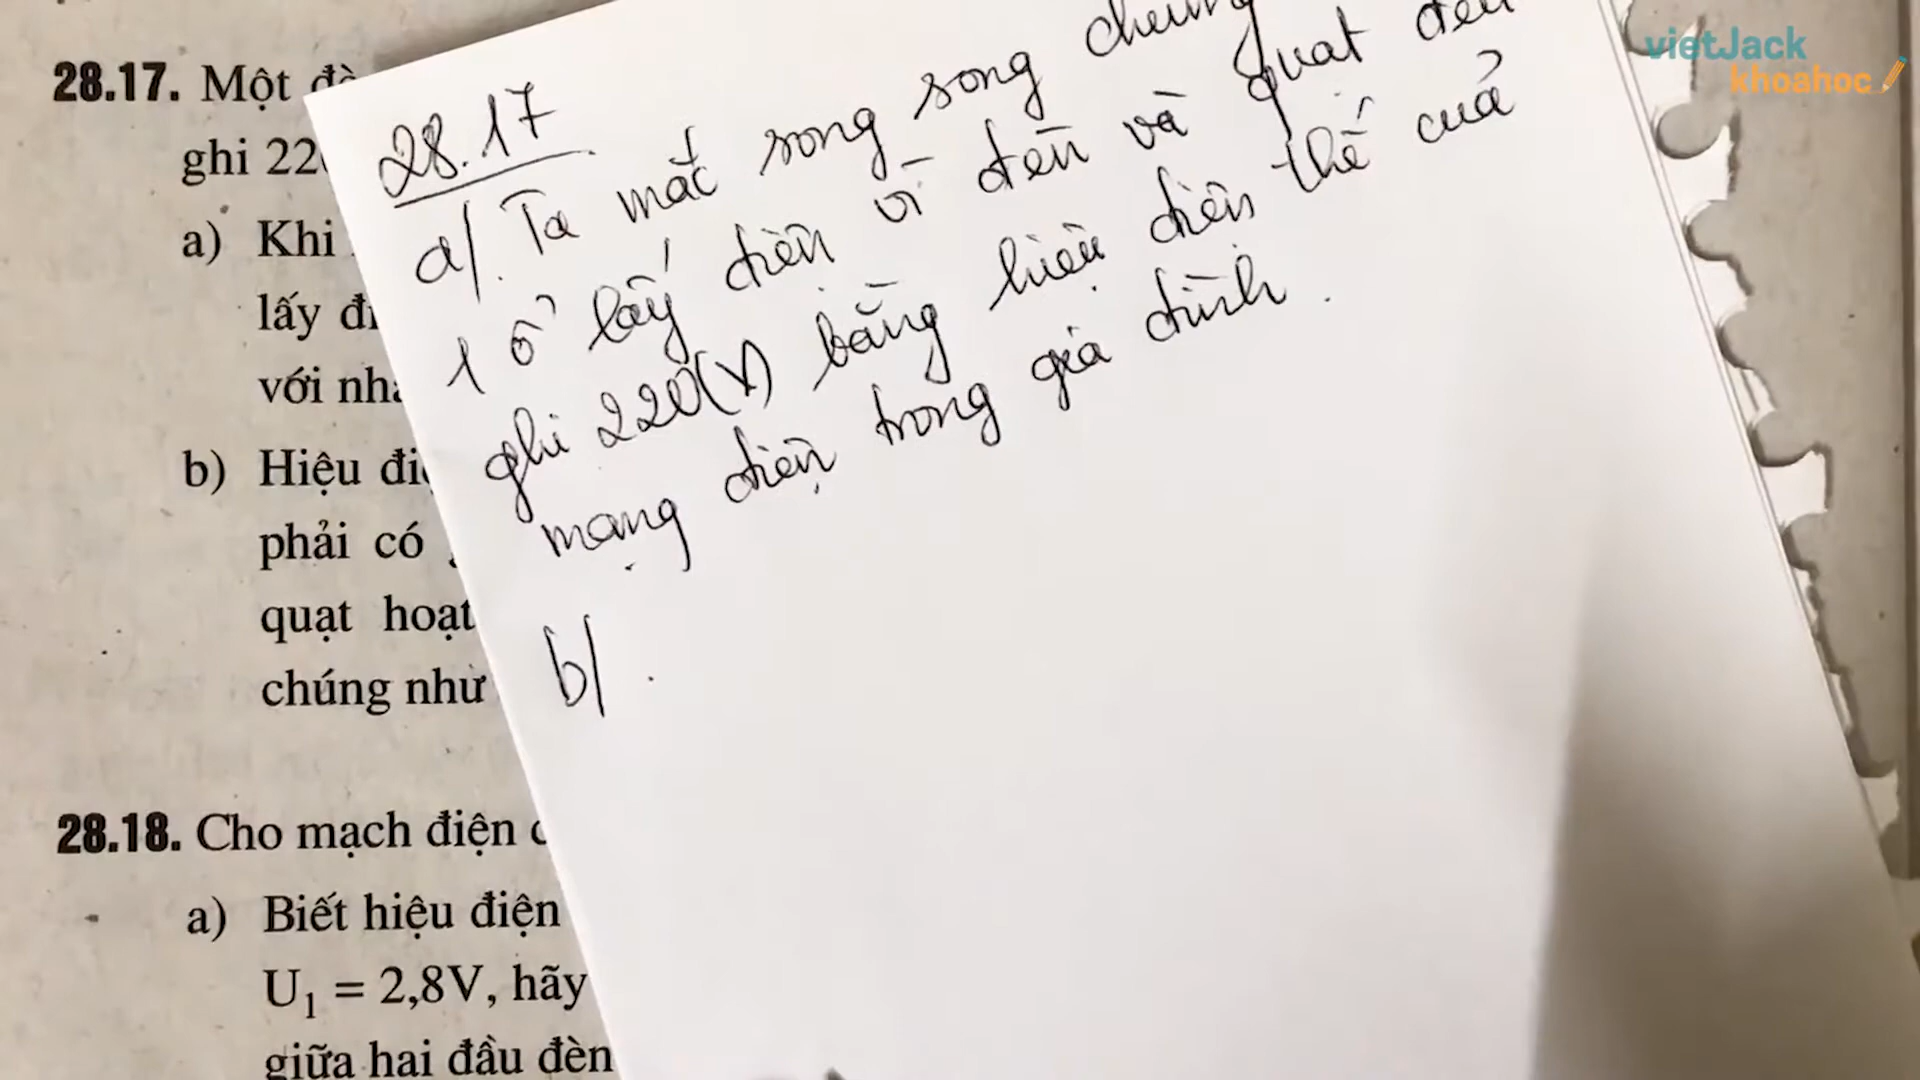 vietJack
khoahoc
28.17. Một
ghi 22
a) Khi
lấy
với
b) Hiệu
phải có
quạt hoạt
chúng như
28.18. Cho mạch điện
a) Biết hiệu điện
U₁ = 2,8V, hãy
giữa hai đầu đèn
28.17
a/. Ta mắc song song chung
1 ổ lấy điện vì đèn và quạt đều
ghi 220(V) bằng hiệu điện thế của
mạng điện trong gia đình.
b/.